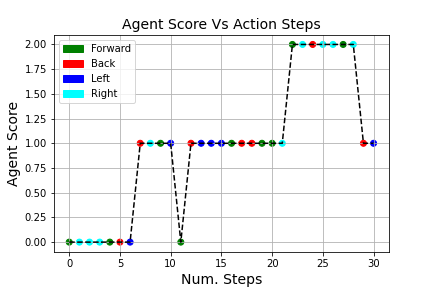 Agent Score Vs Action Steps
Agent Score
2.00
1.75
1.50
1.25
1.00
0.75
0.50
0.25
0.00
Forward
Back
Left
Right
0 5 10 15 20 25 30
Num. Steps